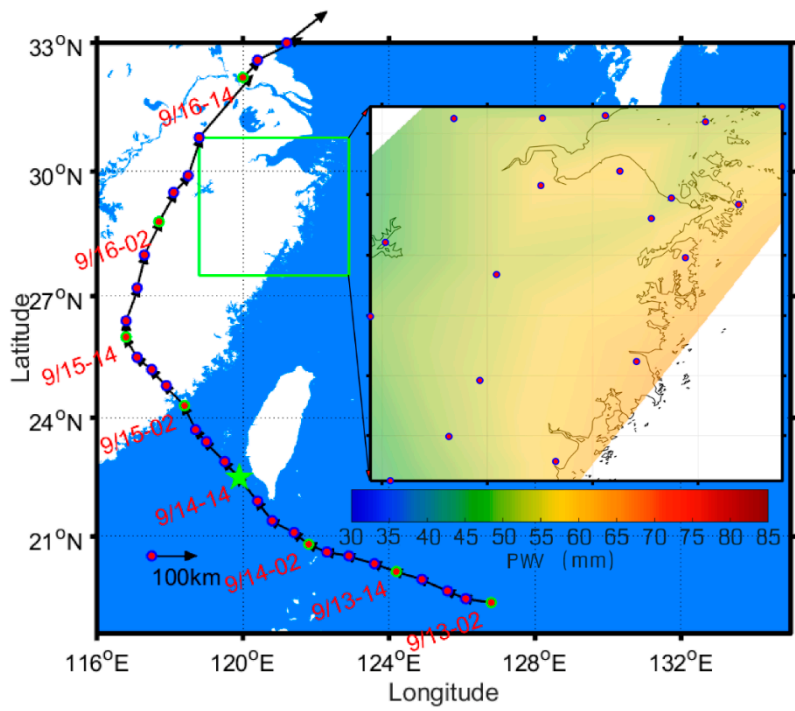 33°N
30°N
27°N
24°N
21°N
Latitude
9/16-14
9/16-02
9/15-14
9/15-02
9/14-14
9/14-02
9/13-14
9/13-02
100km
30 35 40 45 50 55 60 65 70 75 80 85
PWV (mm)
116°E 120°E 124°E 128°E 132°E
Longitude